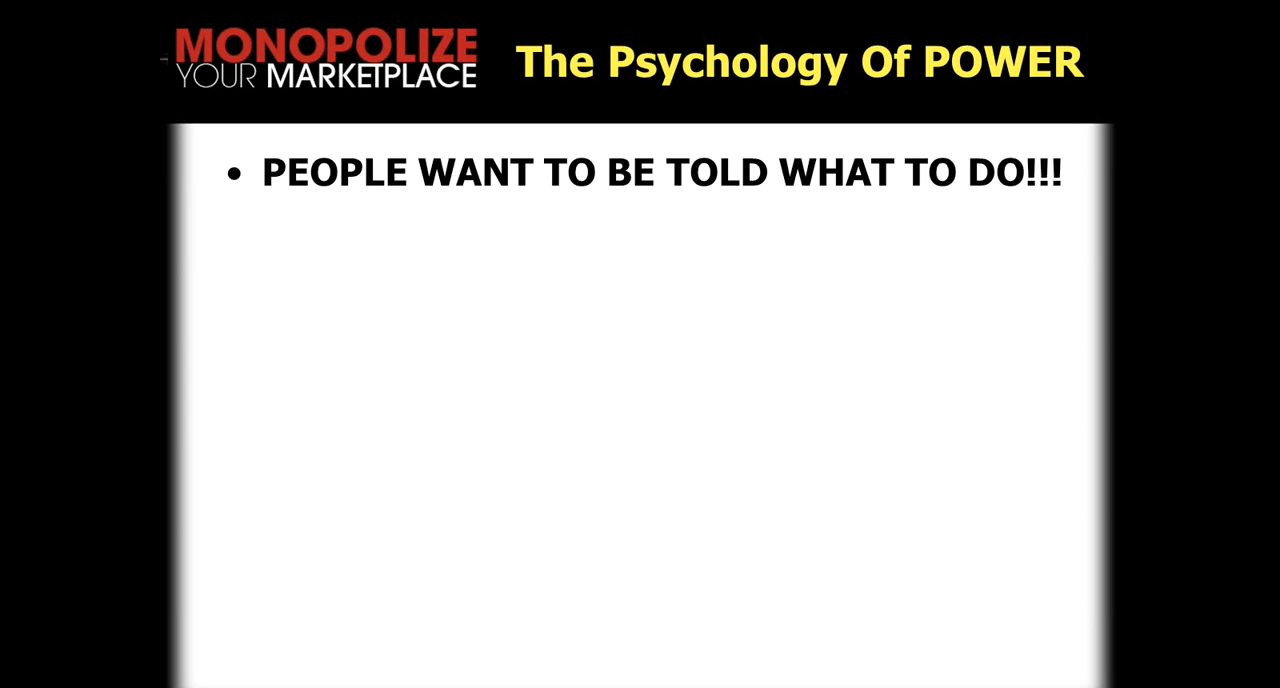 MONOPOLIZE
YOUR MARKETPLACE
The Psychology Of POWER
• PEOPLE WANT TO BE TOLD WHAT TO DO!!!